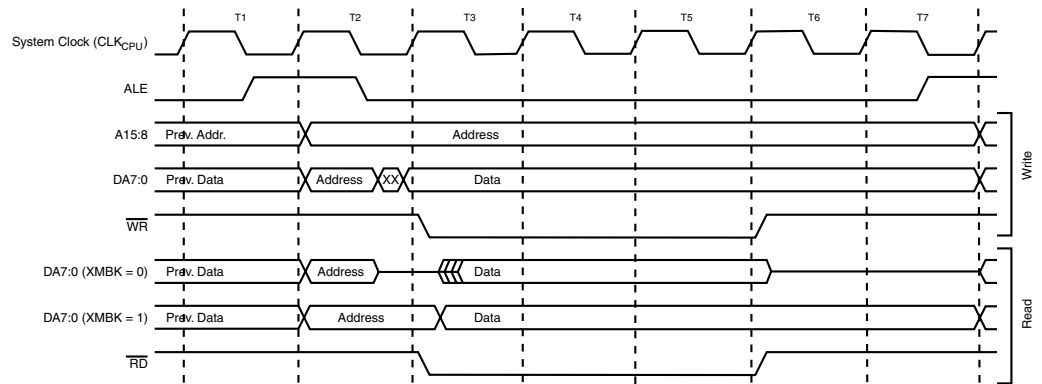 T1 T2 T3 T4 T5 T6 T7
System Clock (CLKCPU)
ALE
A15:8 Prev. Addr. Address
DA7:0 Prev. Data Address XX Data
WR
Write
DA7:0 (XMBK = 0) Prev. Data Address Data
DA7:0 (XMBK = 1) Prev. Data Address Data
RD
Read